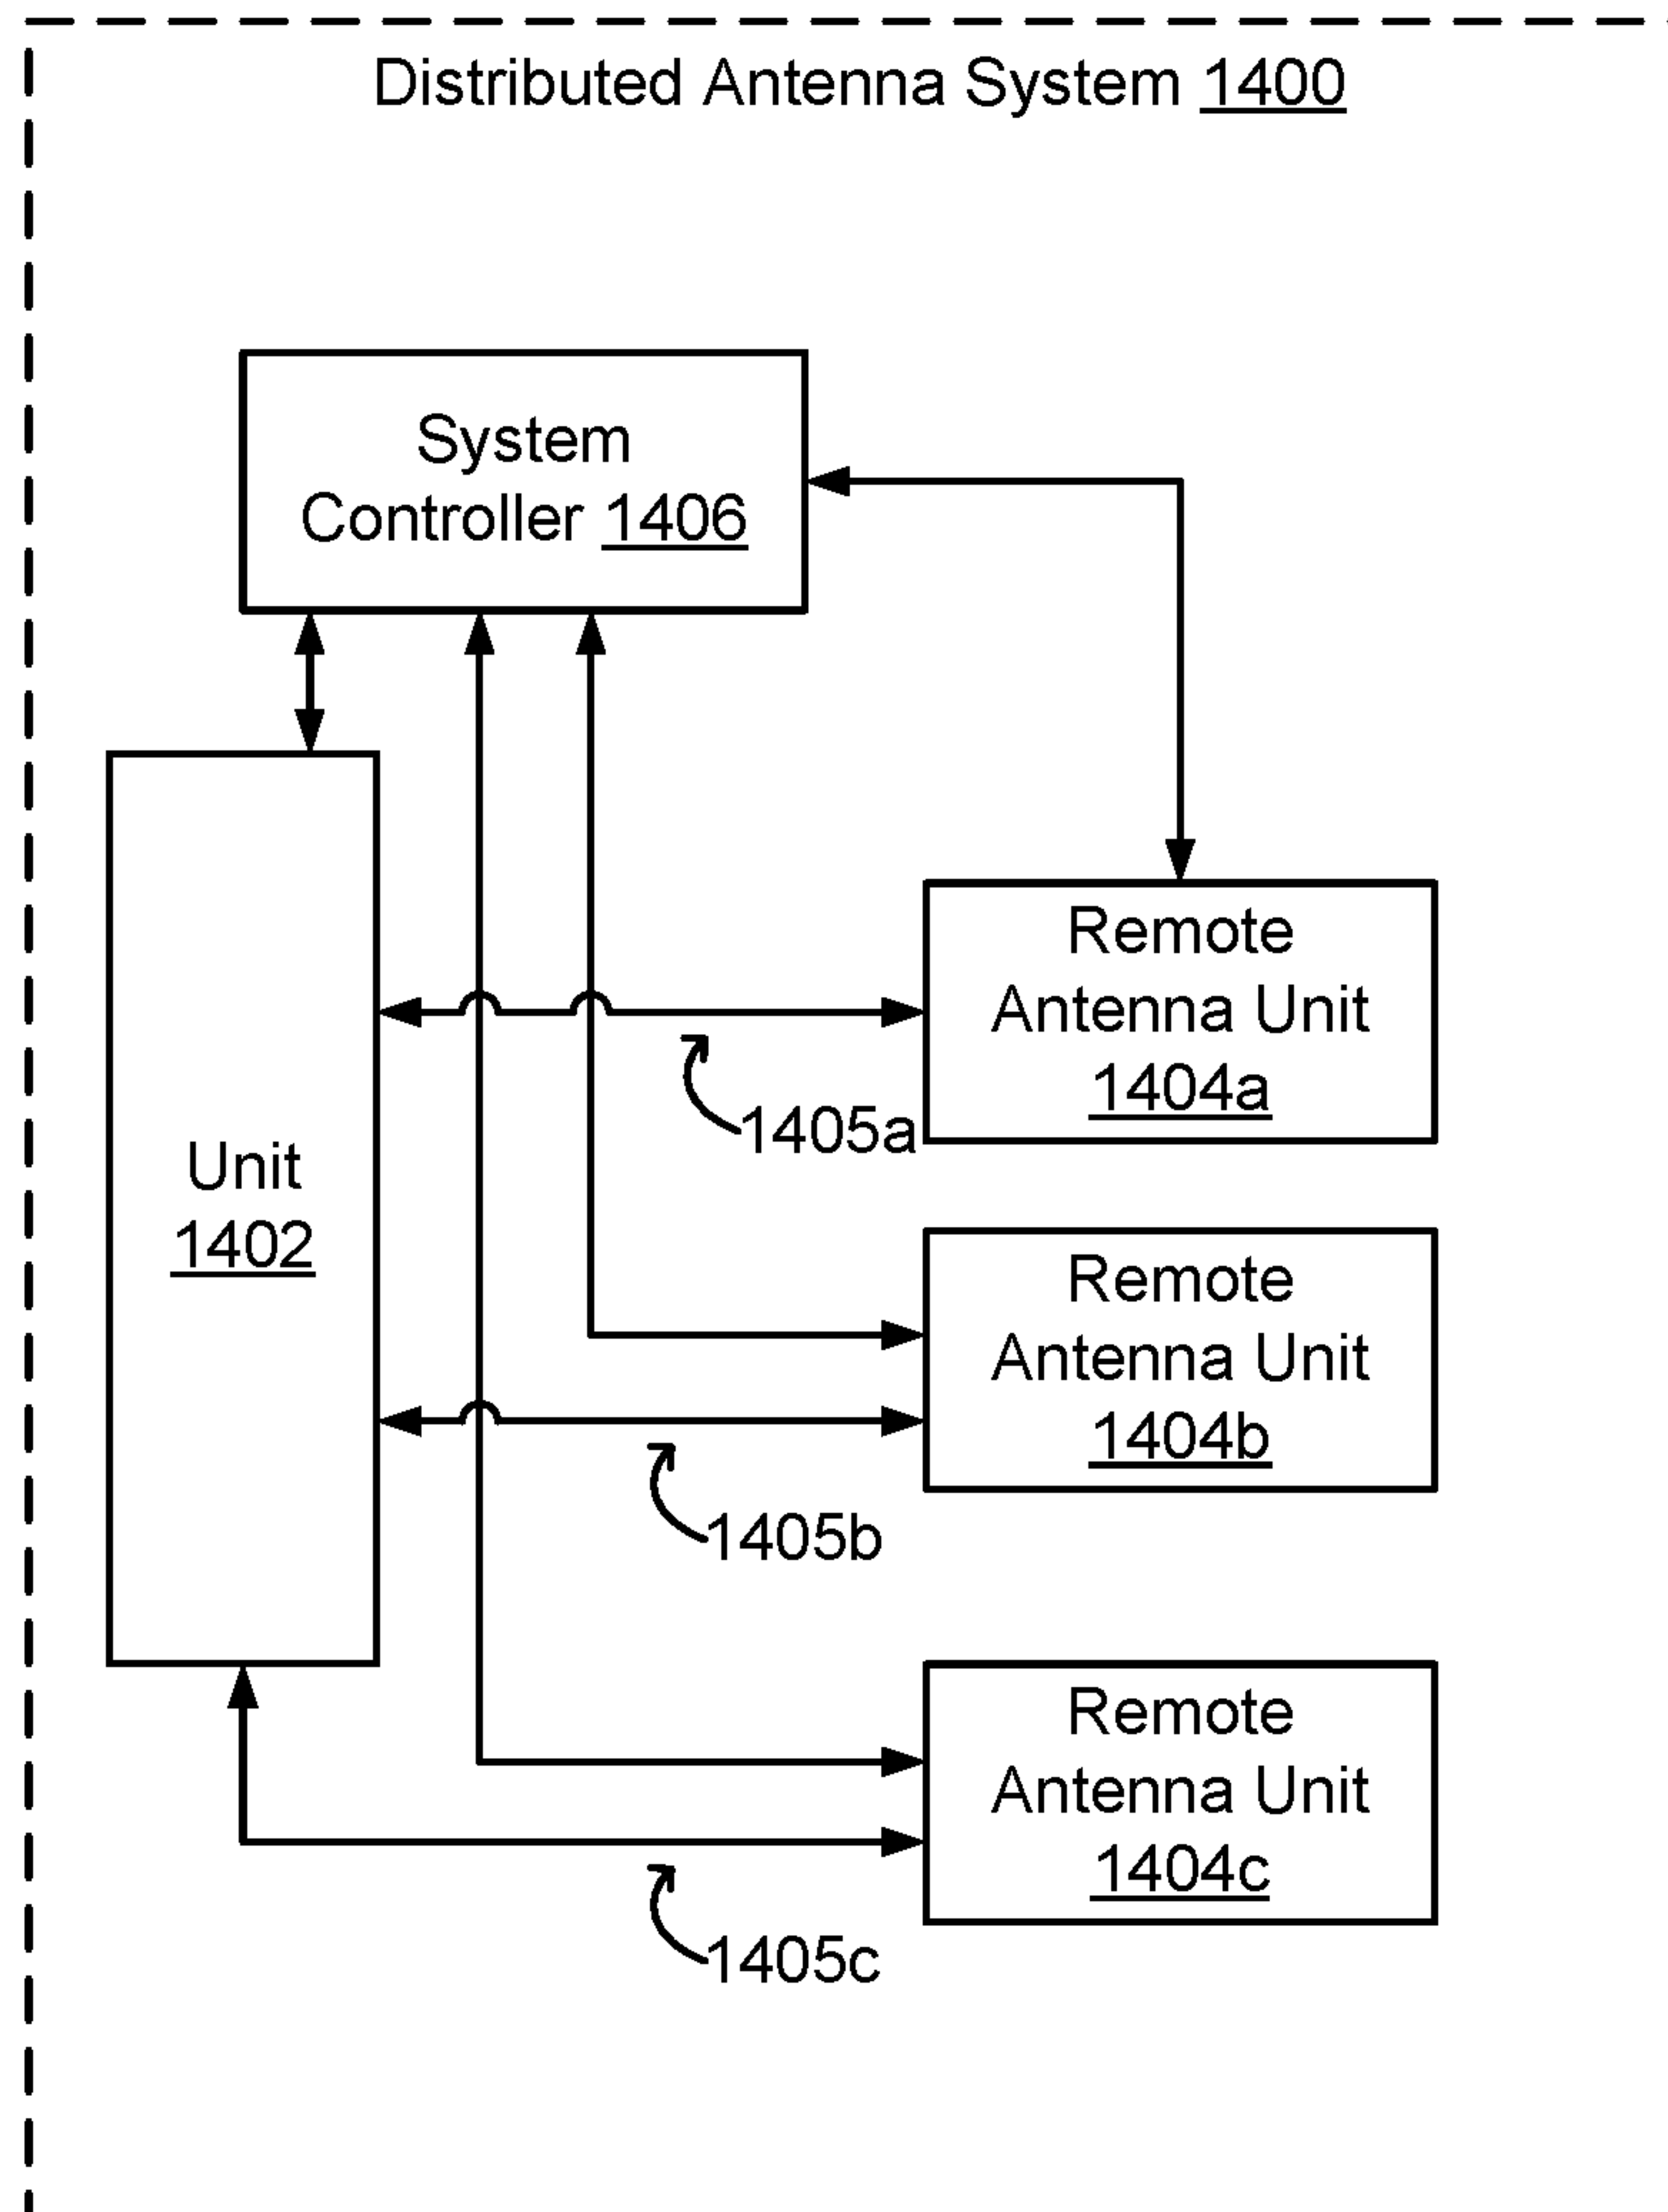 Distributed Antenna System 1400
System
Controller 1406
Remote
Antenna Unit
1404a
1405a
Unit
1402
Remote
Antenna Unit
1404b
1405b
Remote
Antenna Unit
1404c
1405c